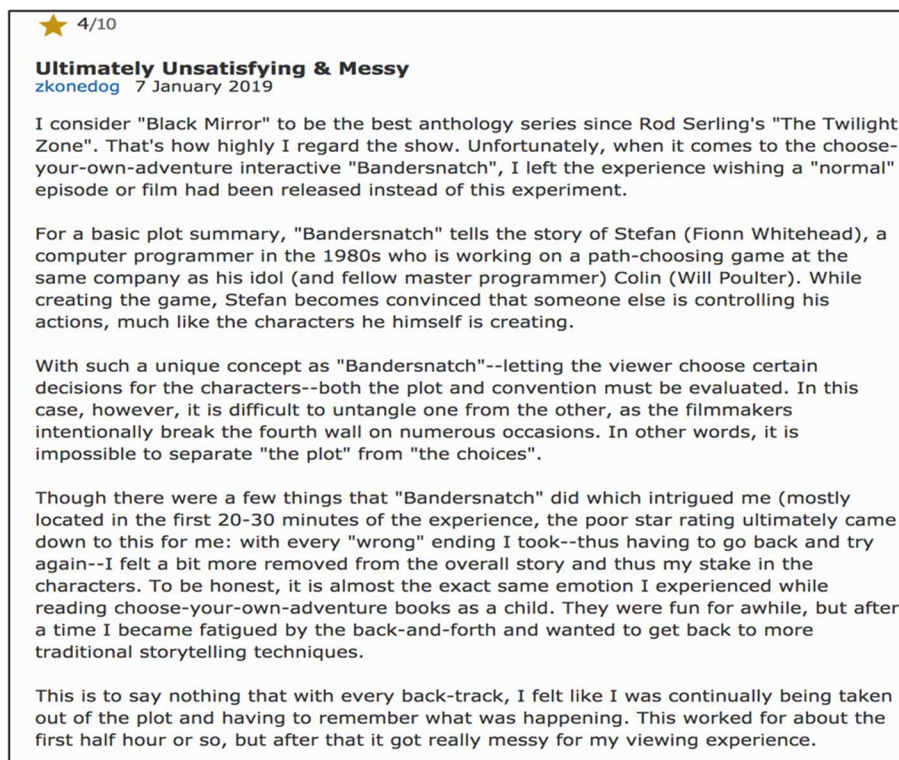 4/10
Ultimately Unsatisfying & Messy
zkonedog 7 January 2019
I consider "Black Mirror" to be the best anthology series since Rod Serling's "The Twilight
Zone". That's how highly I regard the show. Unfortunately, when it comes to the choose-
your-own-adventure interactive "Bandersnatch", I left the experience wishing a "normal"
episode or film had been released instead of this experiment.
For a basic plot summary, "Bandersnatch" tells the story of Stefan (Fionn Whitehead), a
computer programmer in the 1980s who is working on a path-choosing game at the
same company as his idol (and fellow master programmer) Colin (Will Poulter). While
creating the game, Stefan becomes convinced that someone else is controlling his
actions, much like the characters he himself is creating.
With such a unique concept as "Bandersnatch"--letting the viewer choose certain
decisions for the characters--both the plot and convention must be evaluated. In this
case, however, it is difficult to untangle one from the other, as the filmmakers
intentionally break the fourth wall on numerous occasions. In other words, it is
impossible to separate "the plot" from "the choices".
Though there were a few things that "Bandersnatch" did which intrigued me (mostly
located in the first 20-30 minutes of the experience, the poor star rating ultimately came
down to this for me: with every "wrong" ending I took--thus having to go back and try
again--I felt a bit more removed from the overall story and thus my stake in the
characters. To be honest, it is almost the exact same emotion I experienced while
reading choose-your-own-adventure books as a child. They were fun for awhile, but after
a time I became fatigued by the back-and-forth and wanted to get back to more
traditional storytelling techniques.
This is to say nothing that with every back-track, I felt like I was continually being taken
out of the plot and having to remember what was happening. This worked for about the
first half hour or so, but after that it got really messy for my viewing experience.